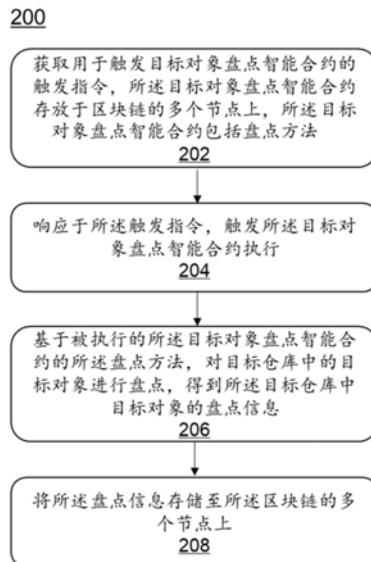 200
获取用于触发目标对象盘点智能合约的
触发指令，所述目标对象盘点智能合约
存放于区块链的多个节点上，所述目标
对象盘点智能合约包括盘点方法
202
响应于所述触发指令，触发所述目标对
象盘点智能合约执行
204
基于被执行的所述目标对象盘点智能合
约的所述盘点方法，对目标仓库中的目
标对象进行盘点，得到所述目标仓库中
目标对象的盘点信息
206
将所述盘点信息存储至所述区块链的多
个节点上
208